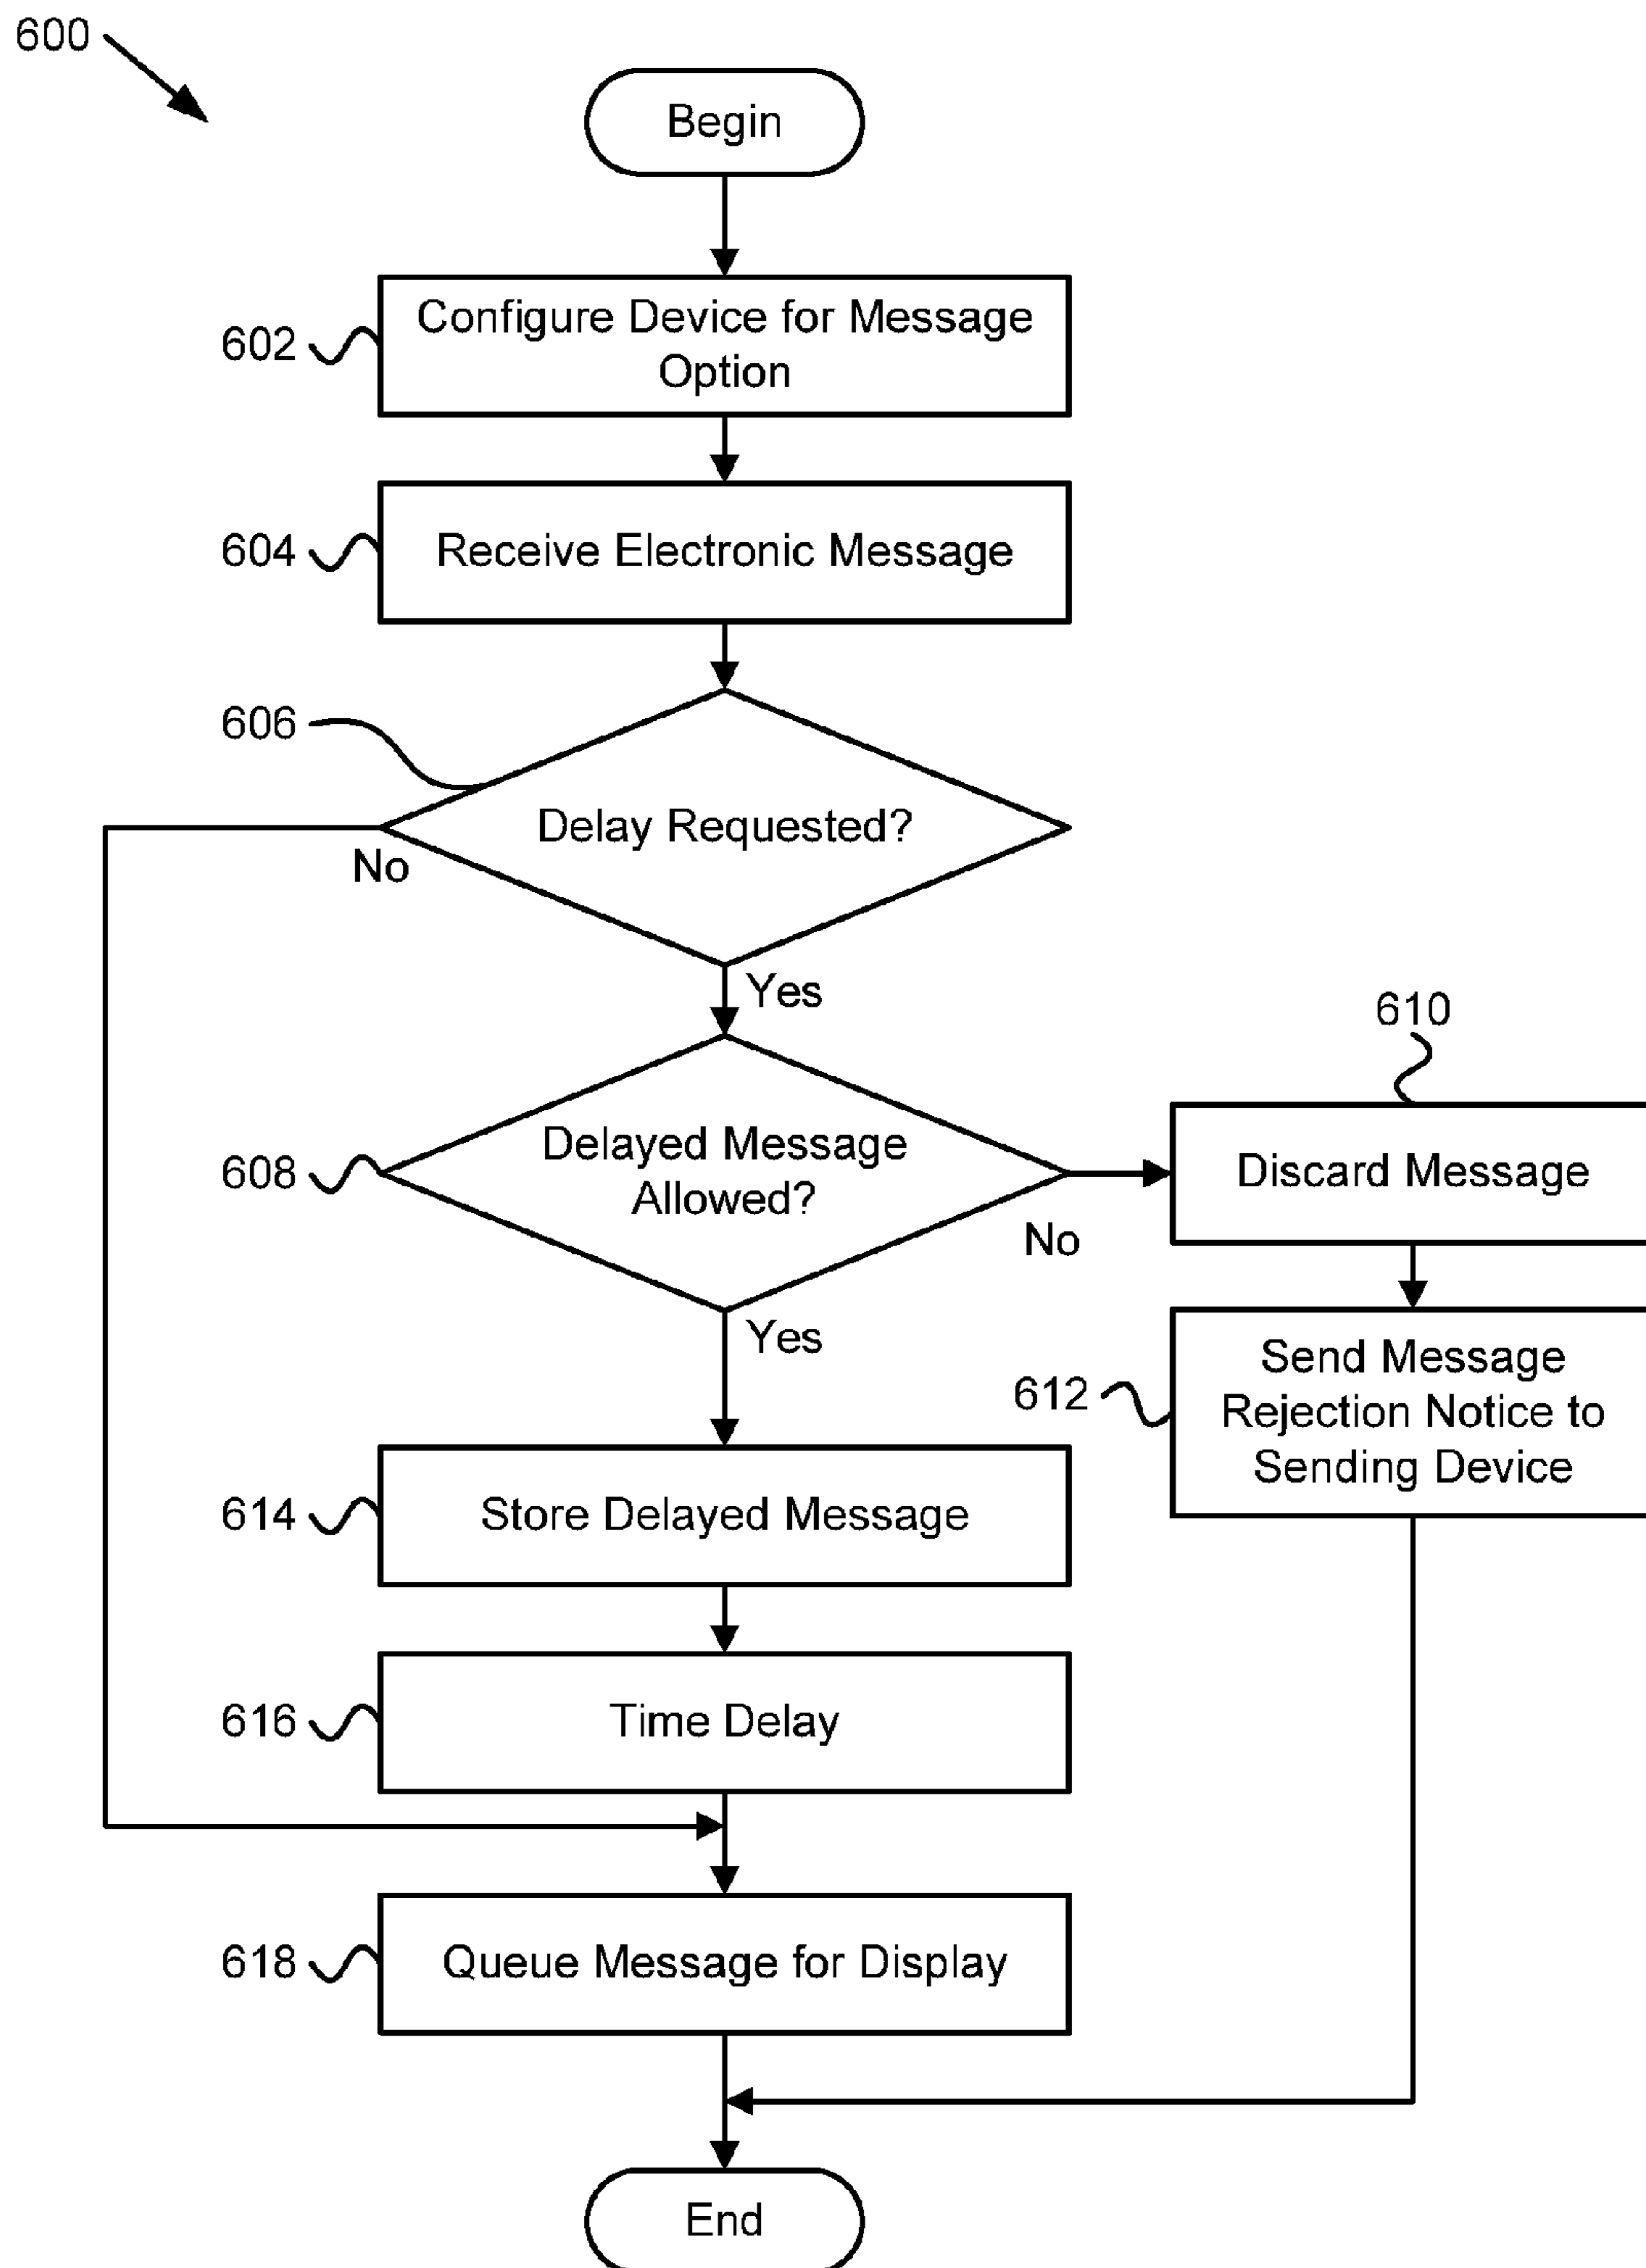 600
Begin
602
Configure Device for Message
Option
604
Receive Electronic Message
606
Delay Requested?
No
Yes
608
Delayed Message
Allowed?
No
Yes
610
Discard Message
612
Send Message
Rejection Notice to
Sending Device
614
Store Delayed Message
616
Time Delay
618
Queue Message for Display
End